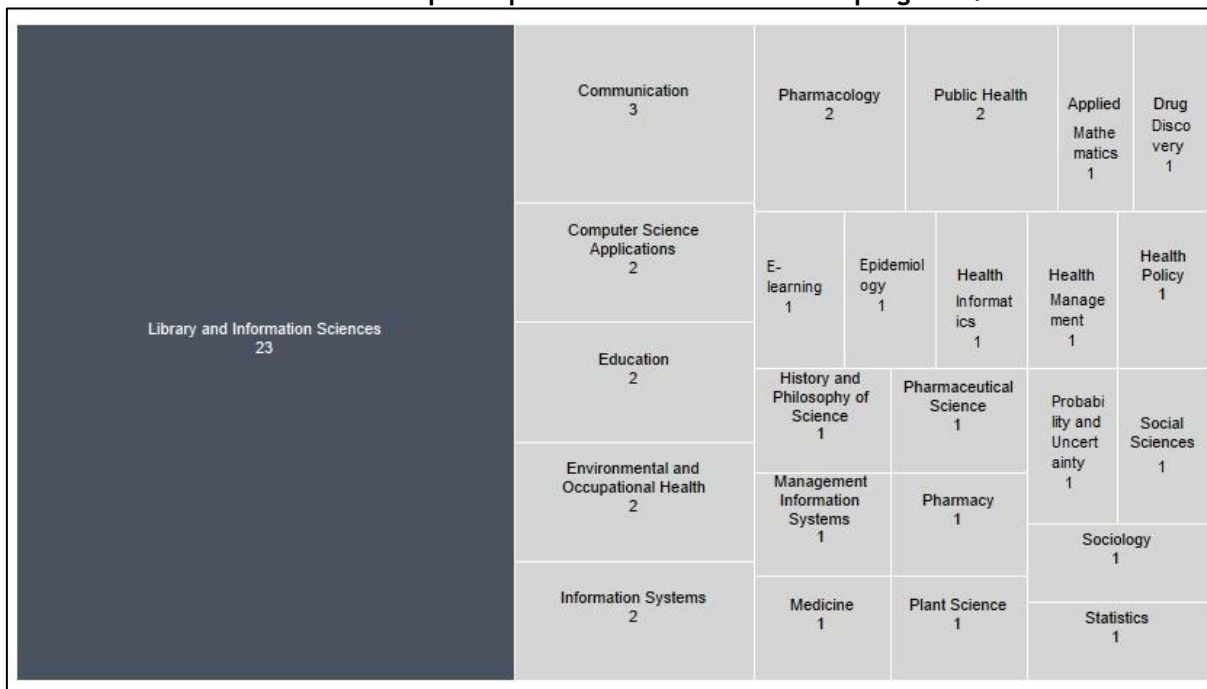 Library and Information Sciences
23
Communication
3
Computer Science
Applications
2
Education
2
Environmental and
Occupational Health
2
Information Systems
2
Pharmacology
2
Public Health
2
Applied
Mathe
matics
1
Drug
Disco
very
1
E-
learning
1
Epidemiol
ogy
1
Health
Informat
ics
1
Health
Manage
ment
1
Health
Policy
1
History and
Philosophy of
Science
1
Pharmaceutical
Science
1
Probabi
lity and
Uncert
ainty
1
Social
Sciences
1
Management
Information
Systems
1
Pharmacy
1
Sociology
1
Medicine
1
Plant Science
1
Statistics
1